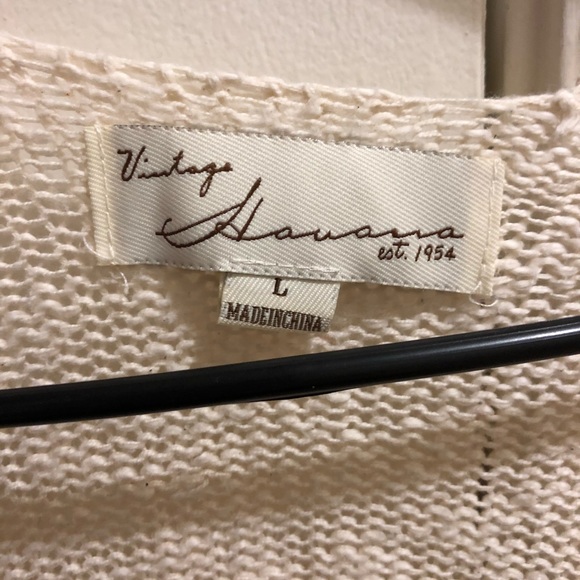 Vintage
Havana
est. 1954
L
MADEINCHINA